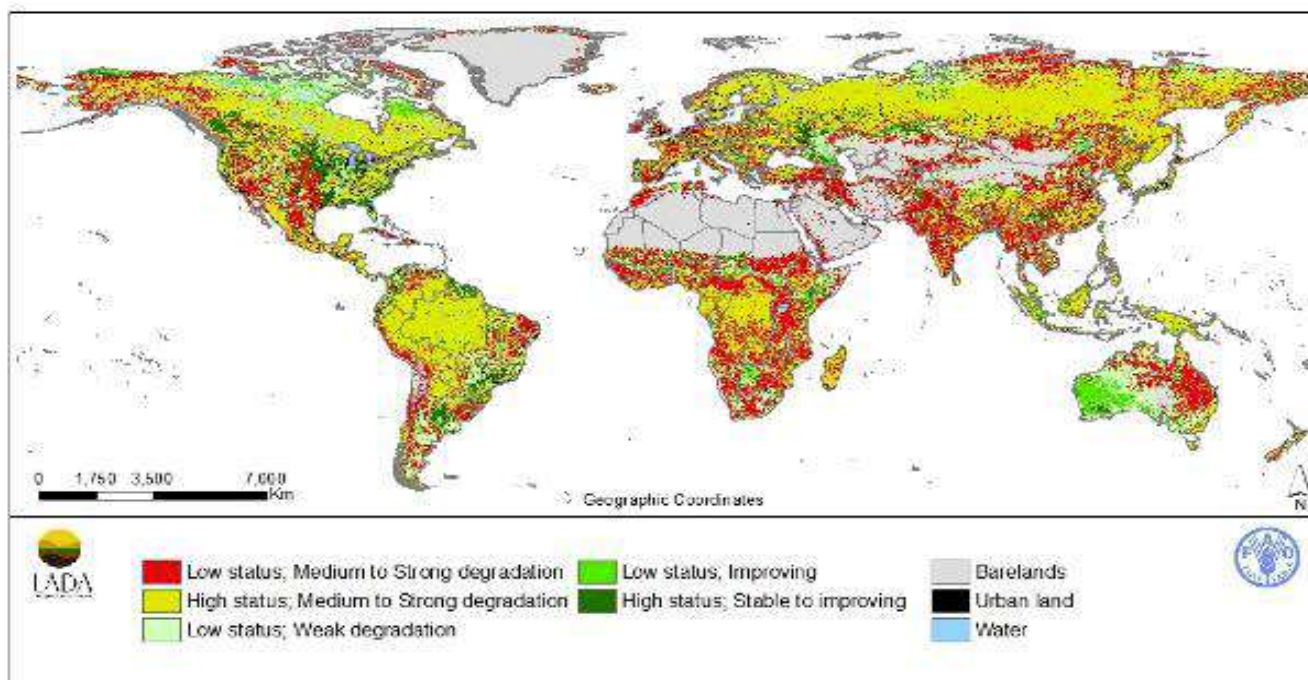 0 1,750 3,500 7,000
Km
Geographic Coordinates
N
LADA
Low status; Medium to Strong degradation
High status; Medium to Strong degradation
Low status; Weak degradation
Low status; Improving
High status; Stable to improving
Barelands
Urban land
Water